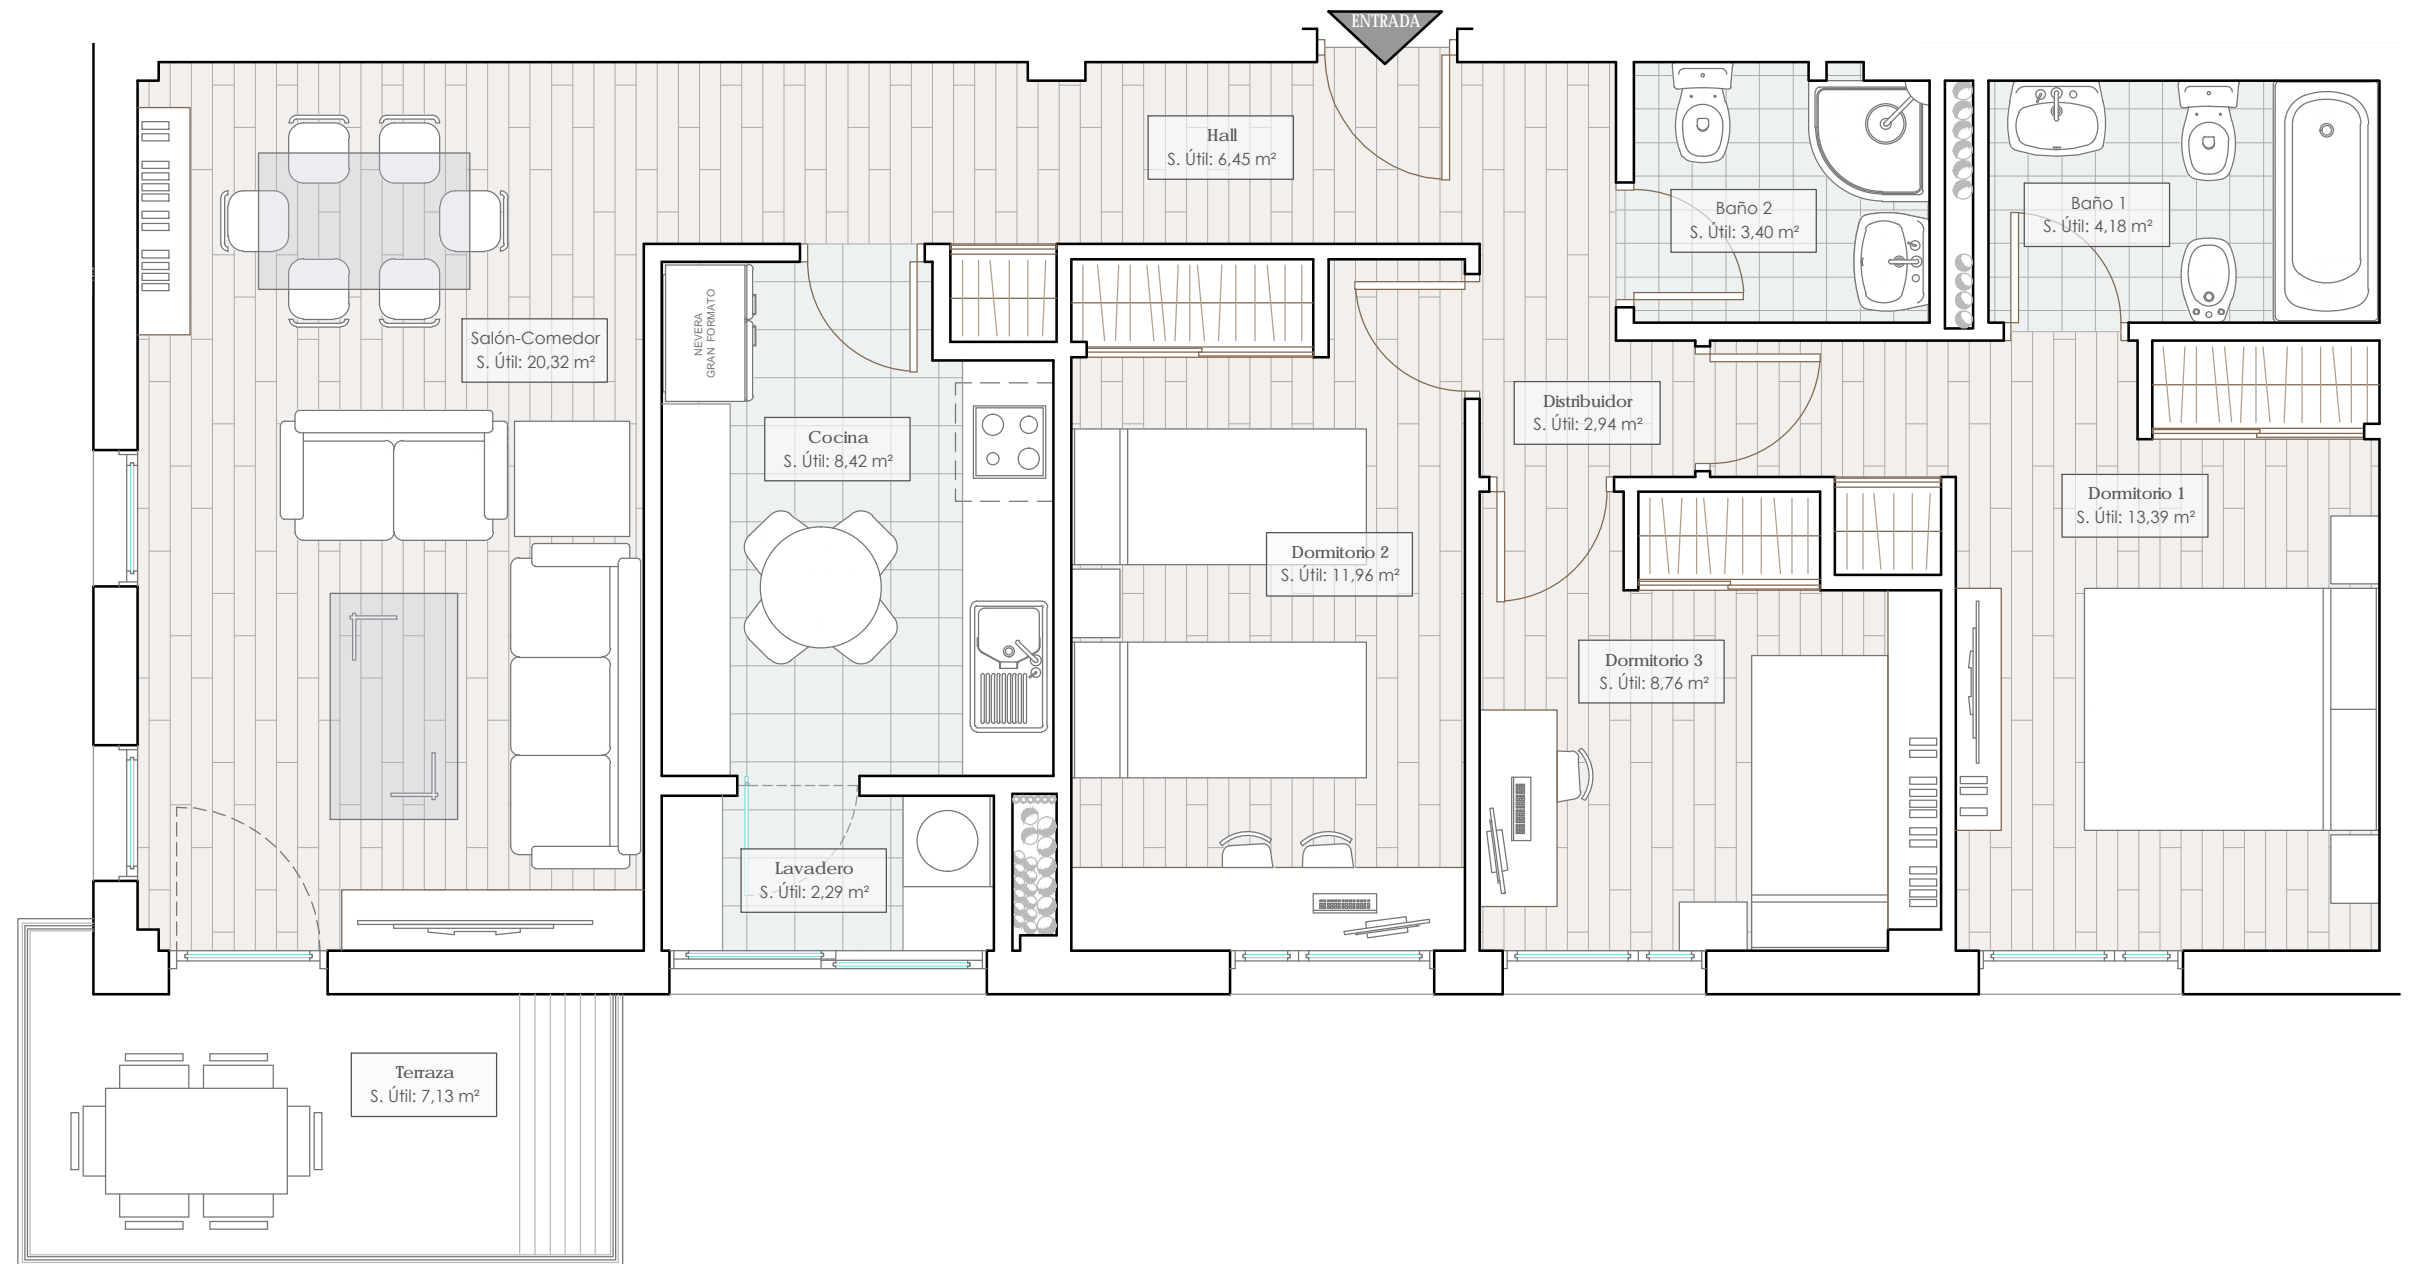 ENTRADA
Hall
S. Útil: 6,45 m²
Baño 2
S. Útil: 3,40 m²
Baño 1
S. Útil: 4,18 m²
Salón-Comedor
S. Útil: 20,32 m²
NEVERA
GRAN FORMATO
Cocina
S. Útil: 8,42 m²
Distribuidor
S. Útil: 2,94 m²
Dormitorio 1
S. Útil: 13,39 m²
Dormitorio 2
S. Útil: 11,96 m²
Dormitorio 3
S. Útil: 8,76 m²
Lavadero
S. Útil: 2,29 m²
Terraza
S. Útil: 7,13 m²